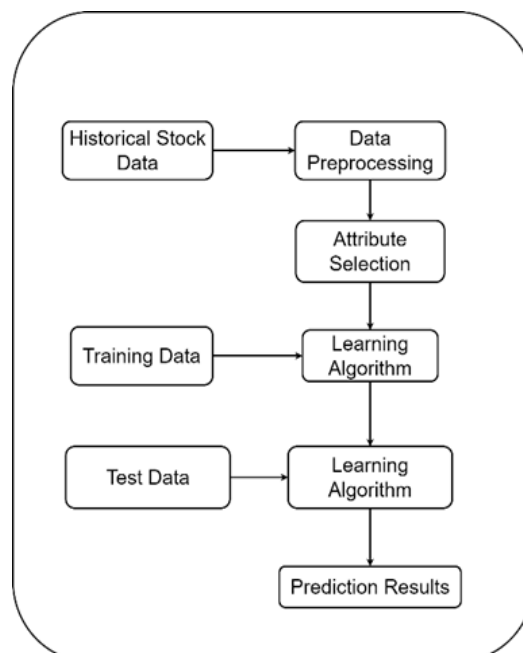 Historical Stock
Data
Data
Preprocessing
Attribute
Selection
Training Data
Learning
Algorithm
Test Data
Learning
Algorithm
Prediction Results